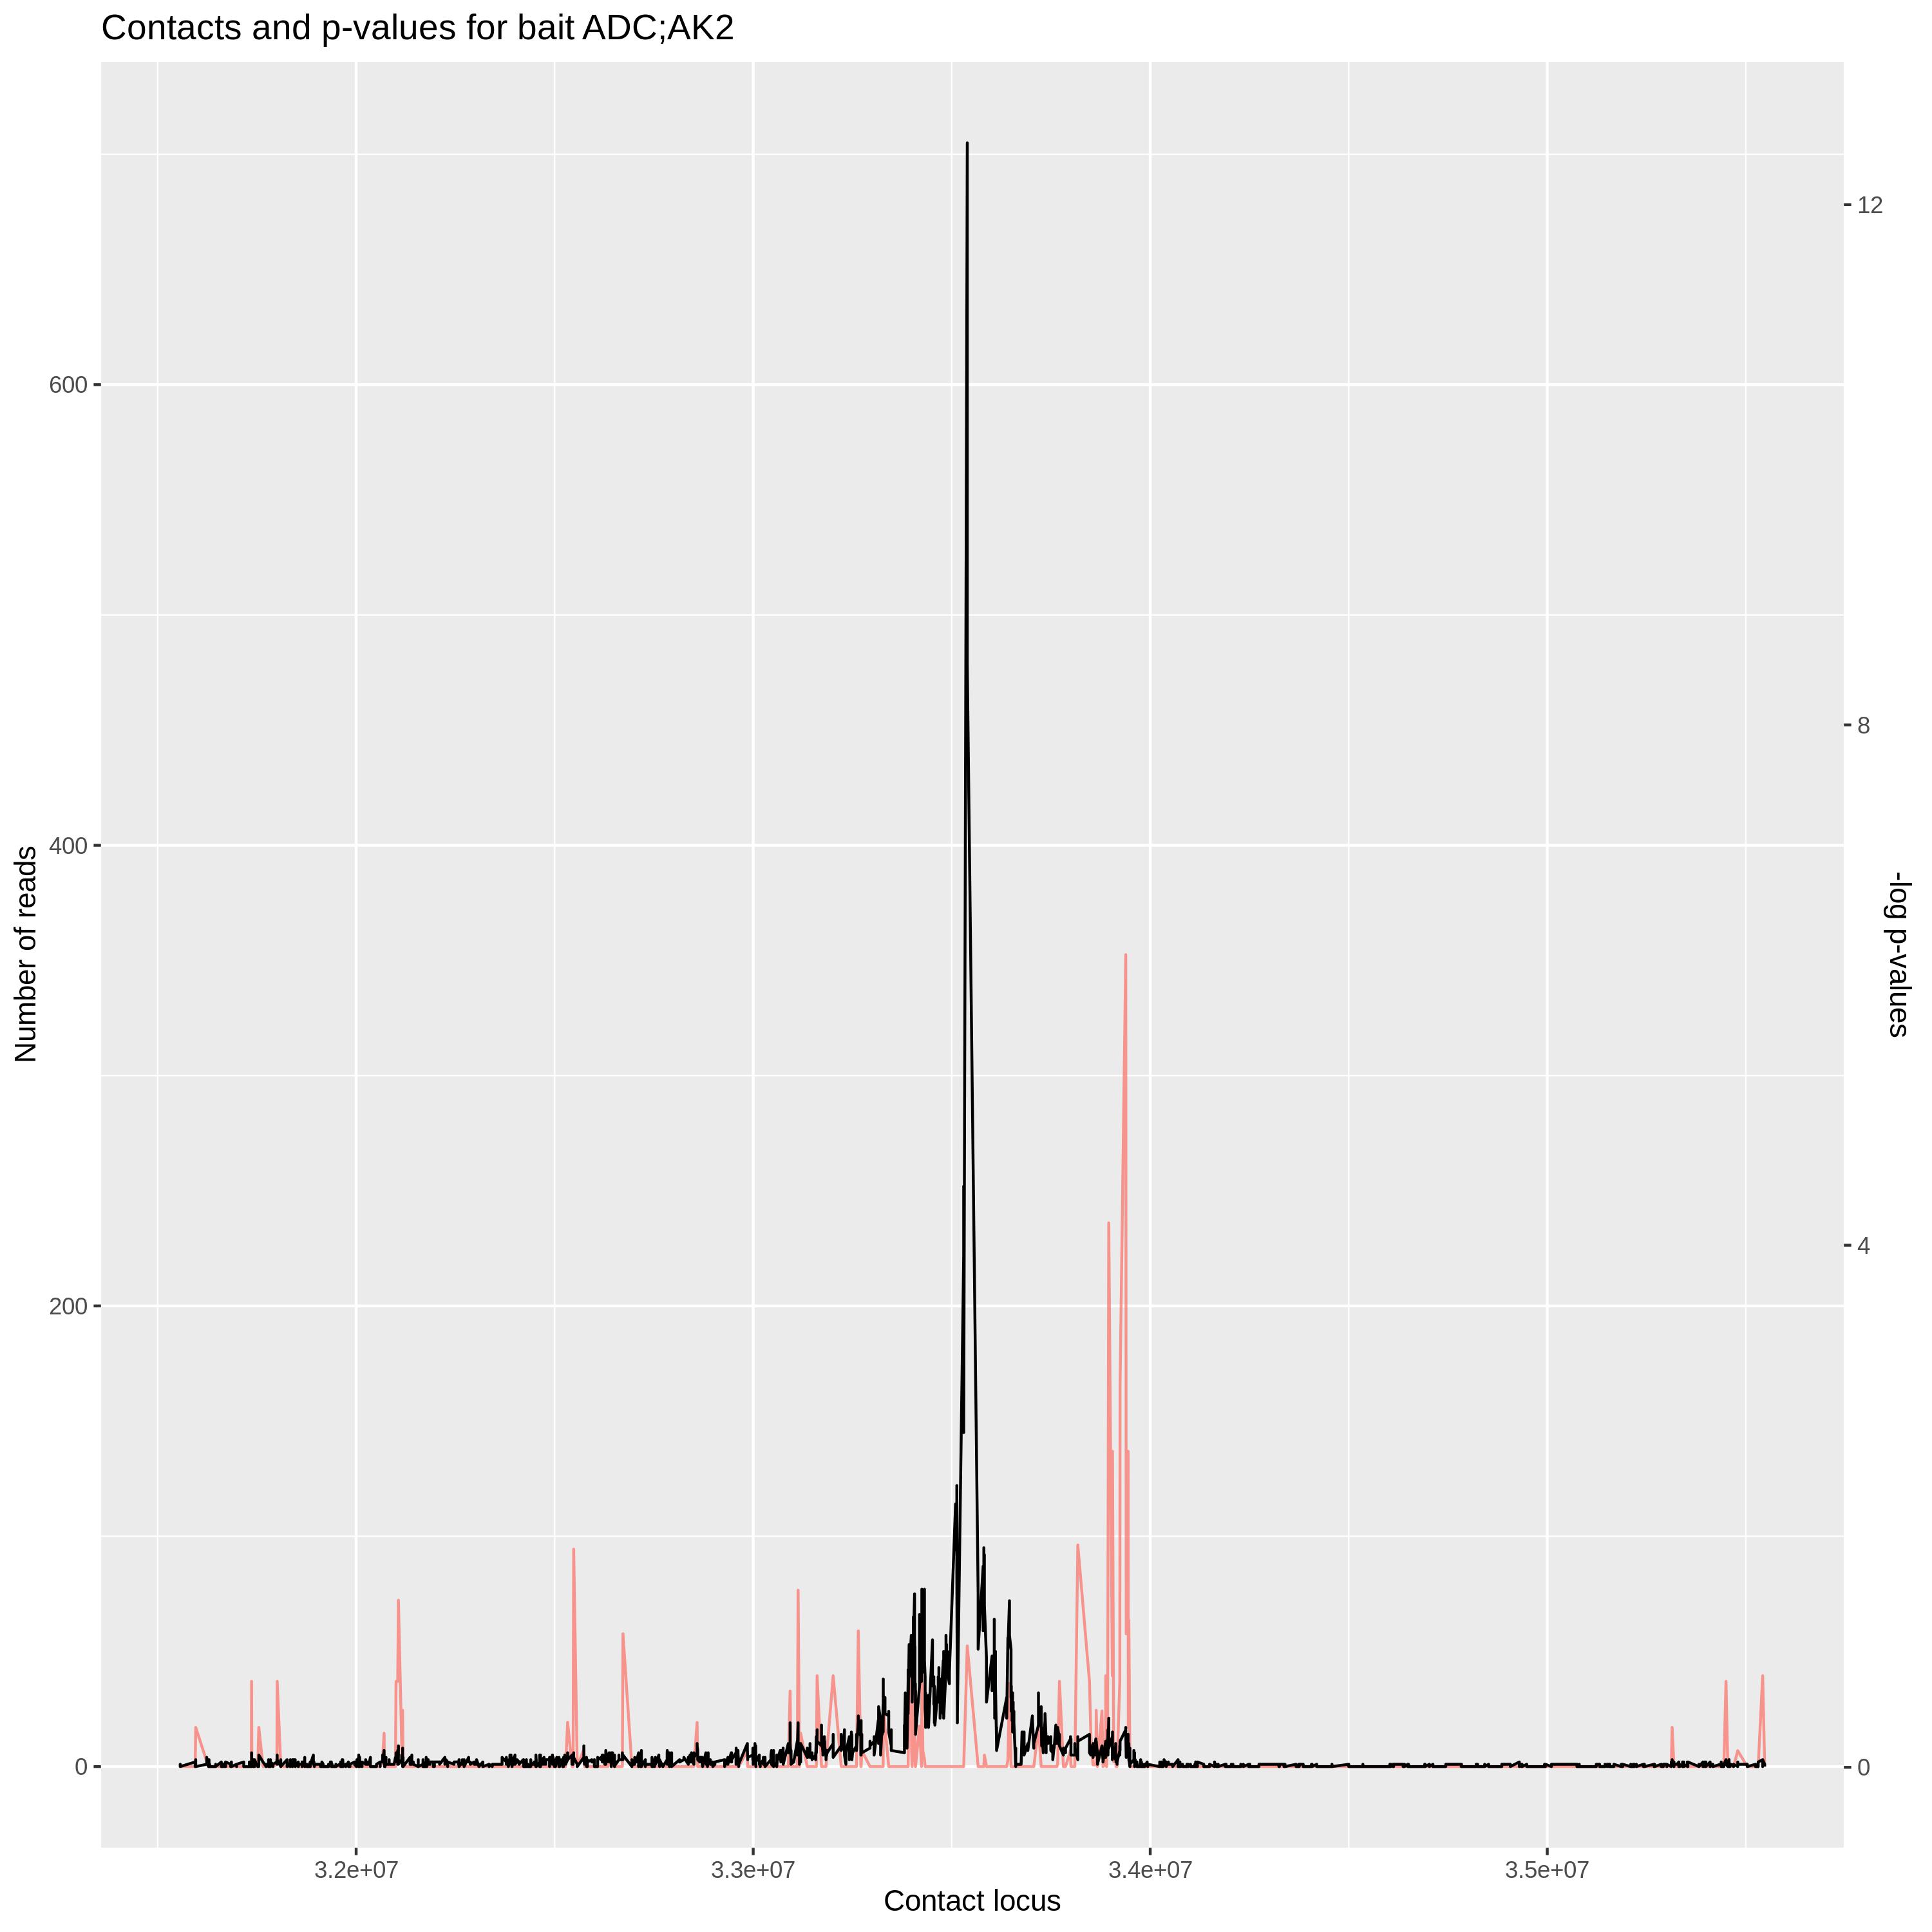 Contacts and p-values for bait ADC;AK2
12
600
8
400
Number of reads
-log p-values
4
200
0
0
3.2e+07
3.3e+07
3.4e+07
3.5e+07
Contact locus